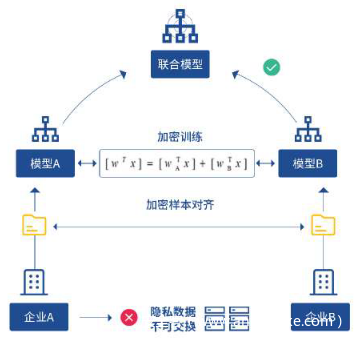 联合模型
加密训练
模型A
[w^T x] = [w_A^T x] + [w_B^T x]
模型B
加密样本对齐
企业A
隐私数据
不可交换
企业B